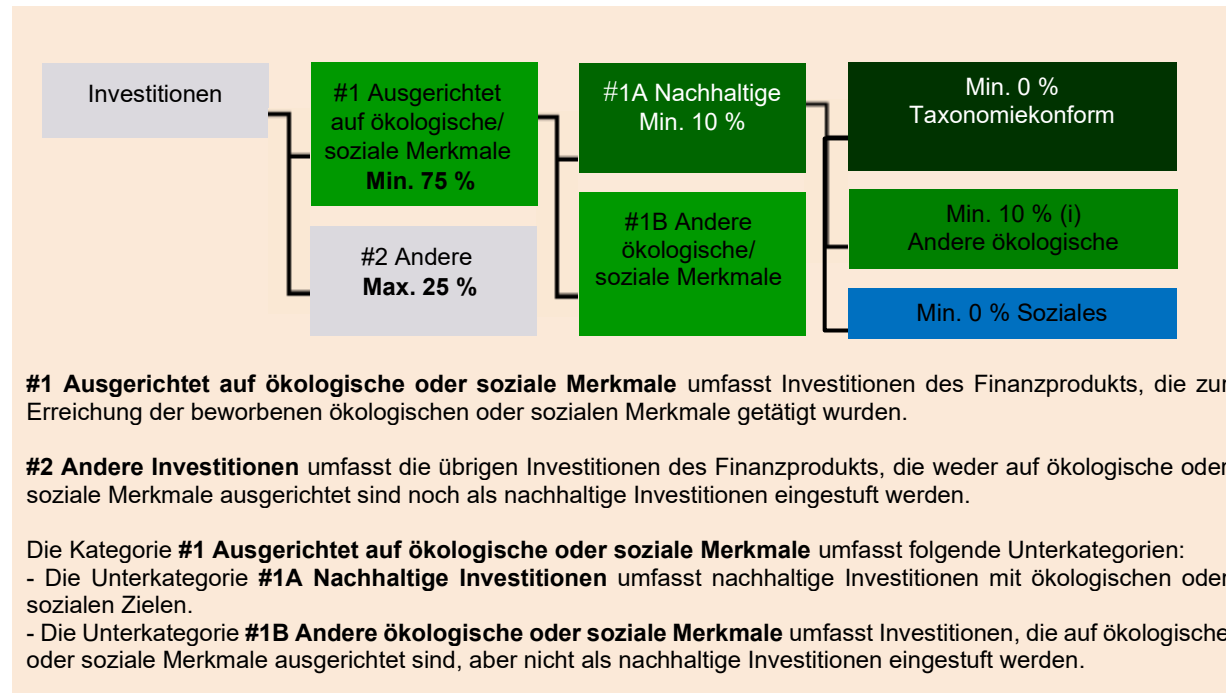 Investitionen
#1 Ausgerichtet
auf ökologische/
soziale Merkmale
Min. 75 %
#2 Andere
Max. 25 %
#1A Nachhaltige
Min. 10 %
#1B Andere
ökologische/
soziale Merkmale
Min. 0 %
Taxonomiekonform
Min. 10 % (i)
Andere ökologische
Min. 0 % Soziales
#1 Ausgerichtet auf ökologische oder soziale Merkmale umfasst Investitionen des Finanzprodukts, die zur
Erreichung der beworbenen ökologischen oder sozialen Merkmale getätigt wurden.
#2 Andere Investitionen umfasst die übrigen Investitionen des Finanzprodukts, die weder auf ökologische oder
soziale Merkmale ausgerichtet sind noch als nachhaltige Investitionen eingestuft werden.
Die Kategorie #1 Ausgerichtet auf ökologische oder soziale Merkmale umfasst folgende Unterkategorien:
- Die Unterkategorie #1A Nachhaltige Investitionen umfasst nachhaltige Investitionen mit ökologischen oder
sozialen Zielen.
- Die Unterkategorie #1B Andere ökologische oder soziale Merkmale umfasst Investitionen, die auf ökologische
oder soziale Merkmale ausgerichtet sind, aber nicht als nachhaltige Investitionen eingestuft werden.